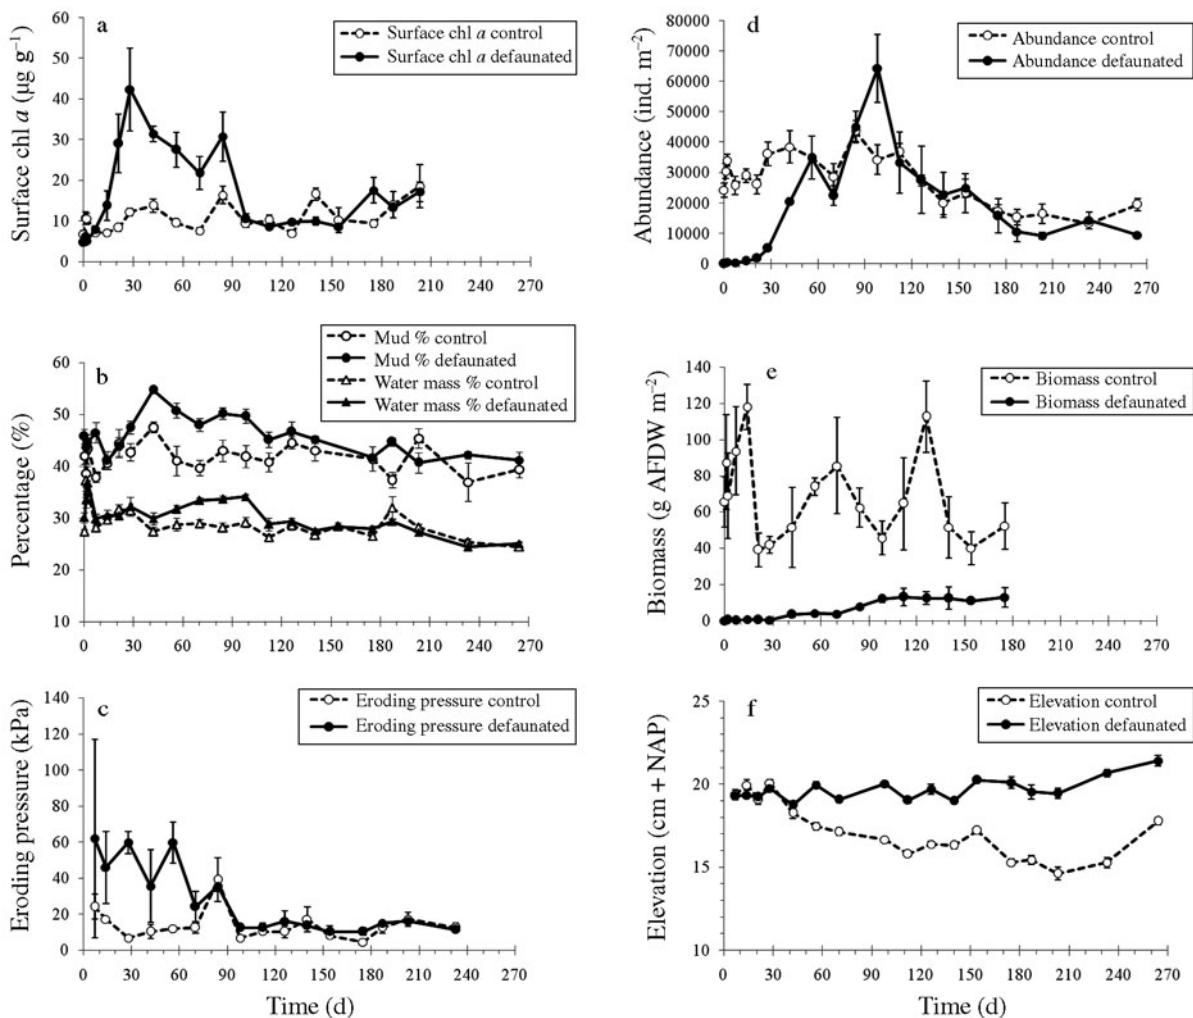 a
Surface chl a control
Surface chl a defaunated
Surface chl a (µg g⁻¹)
60
50
40
30
20
10
0
0 30 60 90 120 150 180 210 240 270
d
Abundance control
Abundance defaunated
Abundance (ind. m⁻²)
80000
70000
60000
50000
40000
30000
20000
10000
0
0 30 60 90 120 150 180 210 240 270
b
Mud % control
Mud % defaunated
Water mass % control
Water mass % defaunated
Percentage (%)
60
50
40
30
20
10
0 30 60 90 120 150 180 210 240 270
e
Biomass control
Biomass defaunated
Biomass (g AFDW m⁻²)
140
120
100
80
60
40
20
0
0 30 60 90 120 150 180 210 240 270
c
Eroding pressure control
Eroding pressure defaunated
Eroding pressure (kPa)
140
120
100
80
60
40
20
0
0 30 60 90 120 150 180 210 240 270
Time (d)
f
Elevation control
Elevation defaunated
Elevation (cm + NAP)
25
20
15
10
0 30 60 90 120 150 180 210 240 270
Time (d)